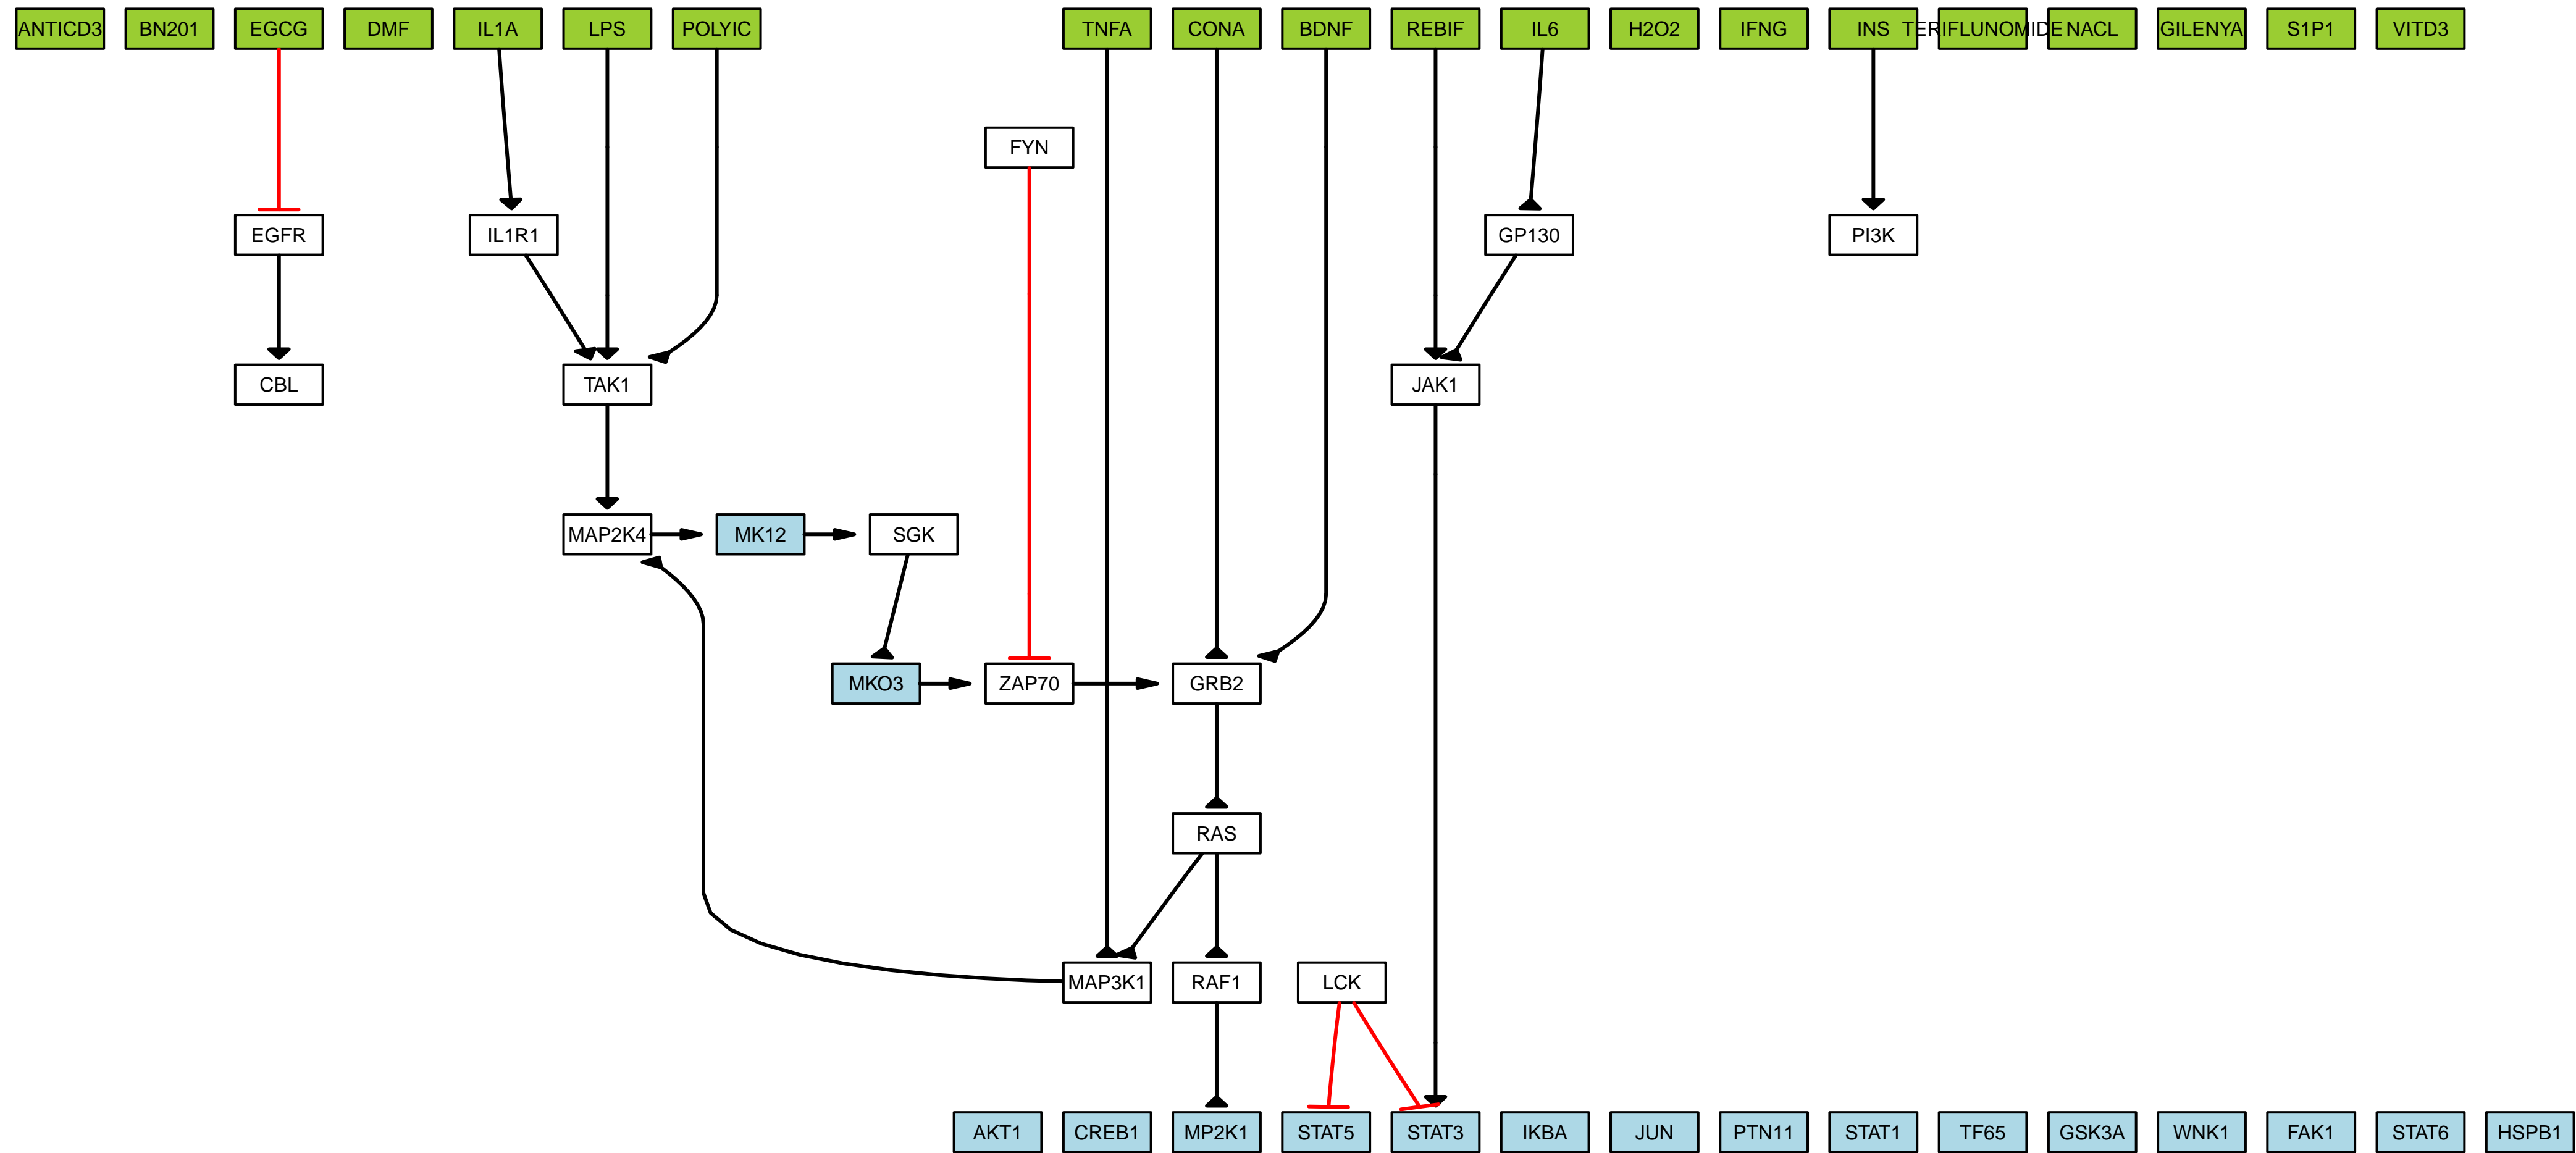 ANTICD3 BN201 EGCG DMF IL1A LPS POLYIC TNFA CONA BDNF REBIF IL6 H2O2 IFNG INS TERIFLUNOMIDE NACL GILENYA S1P1 VITD3
FYN
EGFR IL1R1 GP130 PI3K
CBL TAK1 JAK1
MAP2K4 MK12 SGK
MKO3 ZAP70 GRB2
RAS
MAP3K1 RAF1 LCK
AKT1 CREB1 MP2K1 STAT5 STAT3 IKBA JUN PTN11 STAT1 TF65 GSK3A WNK1 FAK1 STAT6 HSPB1